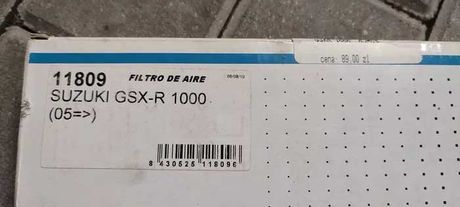 cena: 89,00 zł
11809 FILTRO DE AIRE
SUZUKI GSX-R 1000
(05=>)
8 430525 118096